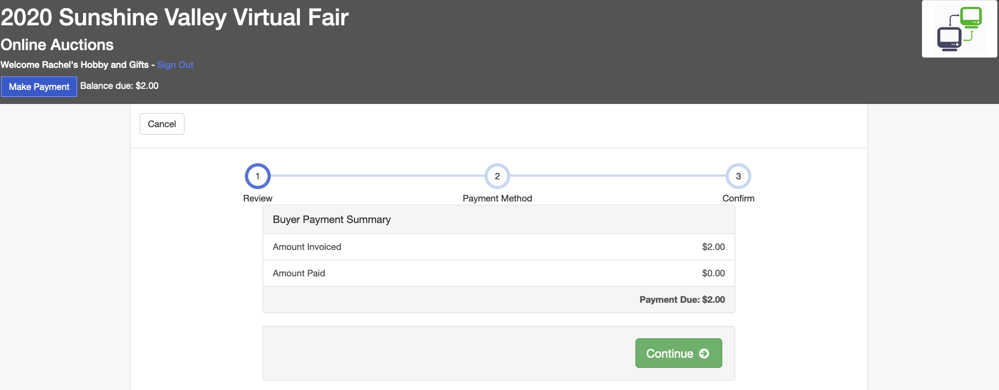 2020 Sunshine Valley Virtual Fair
Online Auctions
Welcome Rachel's Hobby and Gifts - Sign Out
Make Payment Balance due: $2.00
Cancel
1 2 3
Review Payment Method Confirm
Buyer Payment Summary
Amount Invoiced $2.00
Amount Paid $0.00
Payment Due: $2.00
Continue